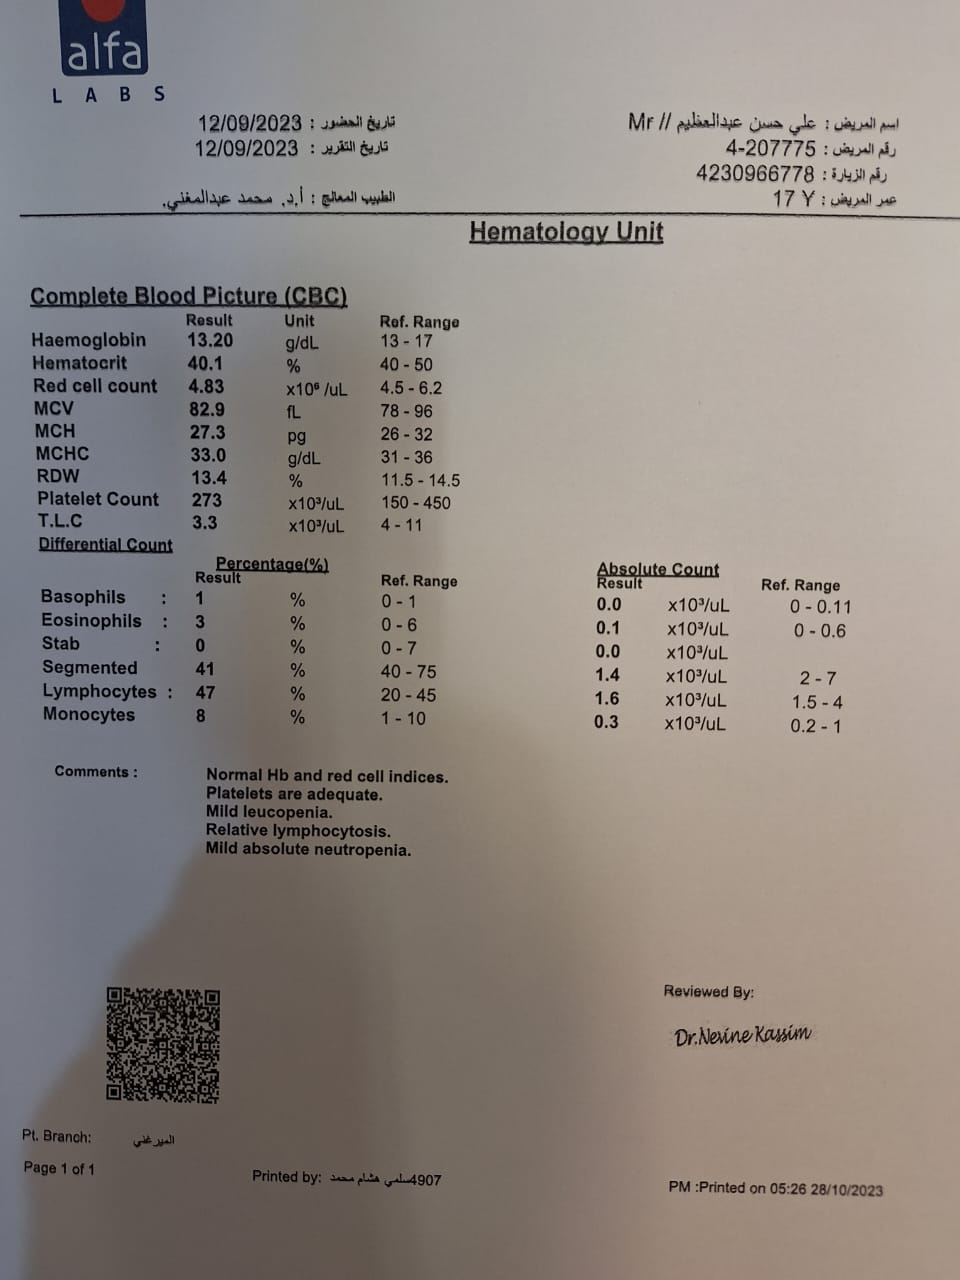 alfa
LABS
اسم المريض : علي حسن عبدالعظيم // Mr
تاريخ الحضور : 12/09/2023
رقم المريض : 4-207775
تاريخ التقرير : 12/09/2023
رقم الزيارة : 4230966778
عمر المريض : 17 Y
الطبيب المعالج : أ.د. محمد عبدالمغني.
Hematology Unit
Complete Blood Picture (CBC)
Result Unit Ref. Range
Haemoglobin 13.20 g/dL 13 - 17
Hematocrit 40.1 % 40 - 50
Red cell count 4.83 x10⁶ /uL 4.5 - 6.2
MCV 82.9 fL 78 - 96
MCH 27.3 pg 26 - 32
MCHC 33.0 g/dL 31 - 36
RDW 13.4 % 11.5 - 14.5
Platelet Count 273 x10³/uL 150 - 450
T.L.C 3.3 x10³/uL 4 - 11
Differential Count
Percentage(%) Absolute Count
Result Ref. Range Result Ref. Range
Basophils : 1 % 0 - 1 0.0 x10³/uL 0 - 0.11
Eosinophils : 3 % 0 - 6 0.1 x10³/uL 0 - 0.6
Stab : 0 % 0 - 7 0.0 x10³/uL
Segmented 41 % 40 - 75 1.4 x10³/uL 2 - 7
Lymphocytes : 47 % 20 - 45 1.6 x10³/uL 1.5 - 4
Monocytes 8 % 1 - 10 0.3 x10³/uL 0.2 - 1
Comments : Normal Hb and red cell indices.
Platelets are adequate.
Mild leucopenia.
Relative lymphocytosis.
Mild absolute neutropenia.
Reviewed By:
Dr.Nevine Kassim
Pt. Branch: الميرغني
Page 1 of 1
Printed by: سلمي هشام محمد4907
PM :Printed on 05:26 28/10/2023